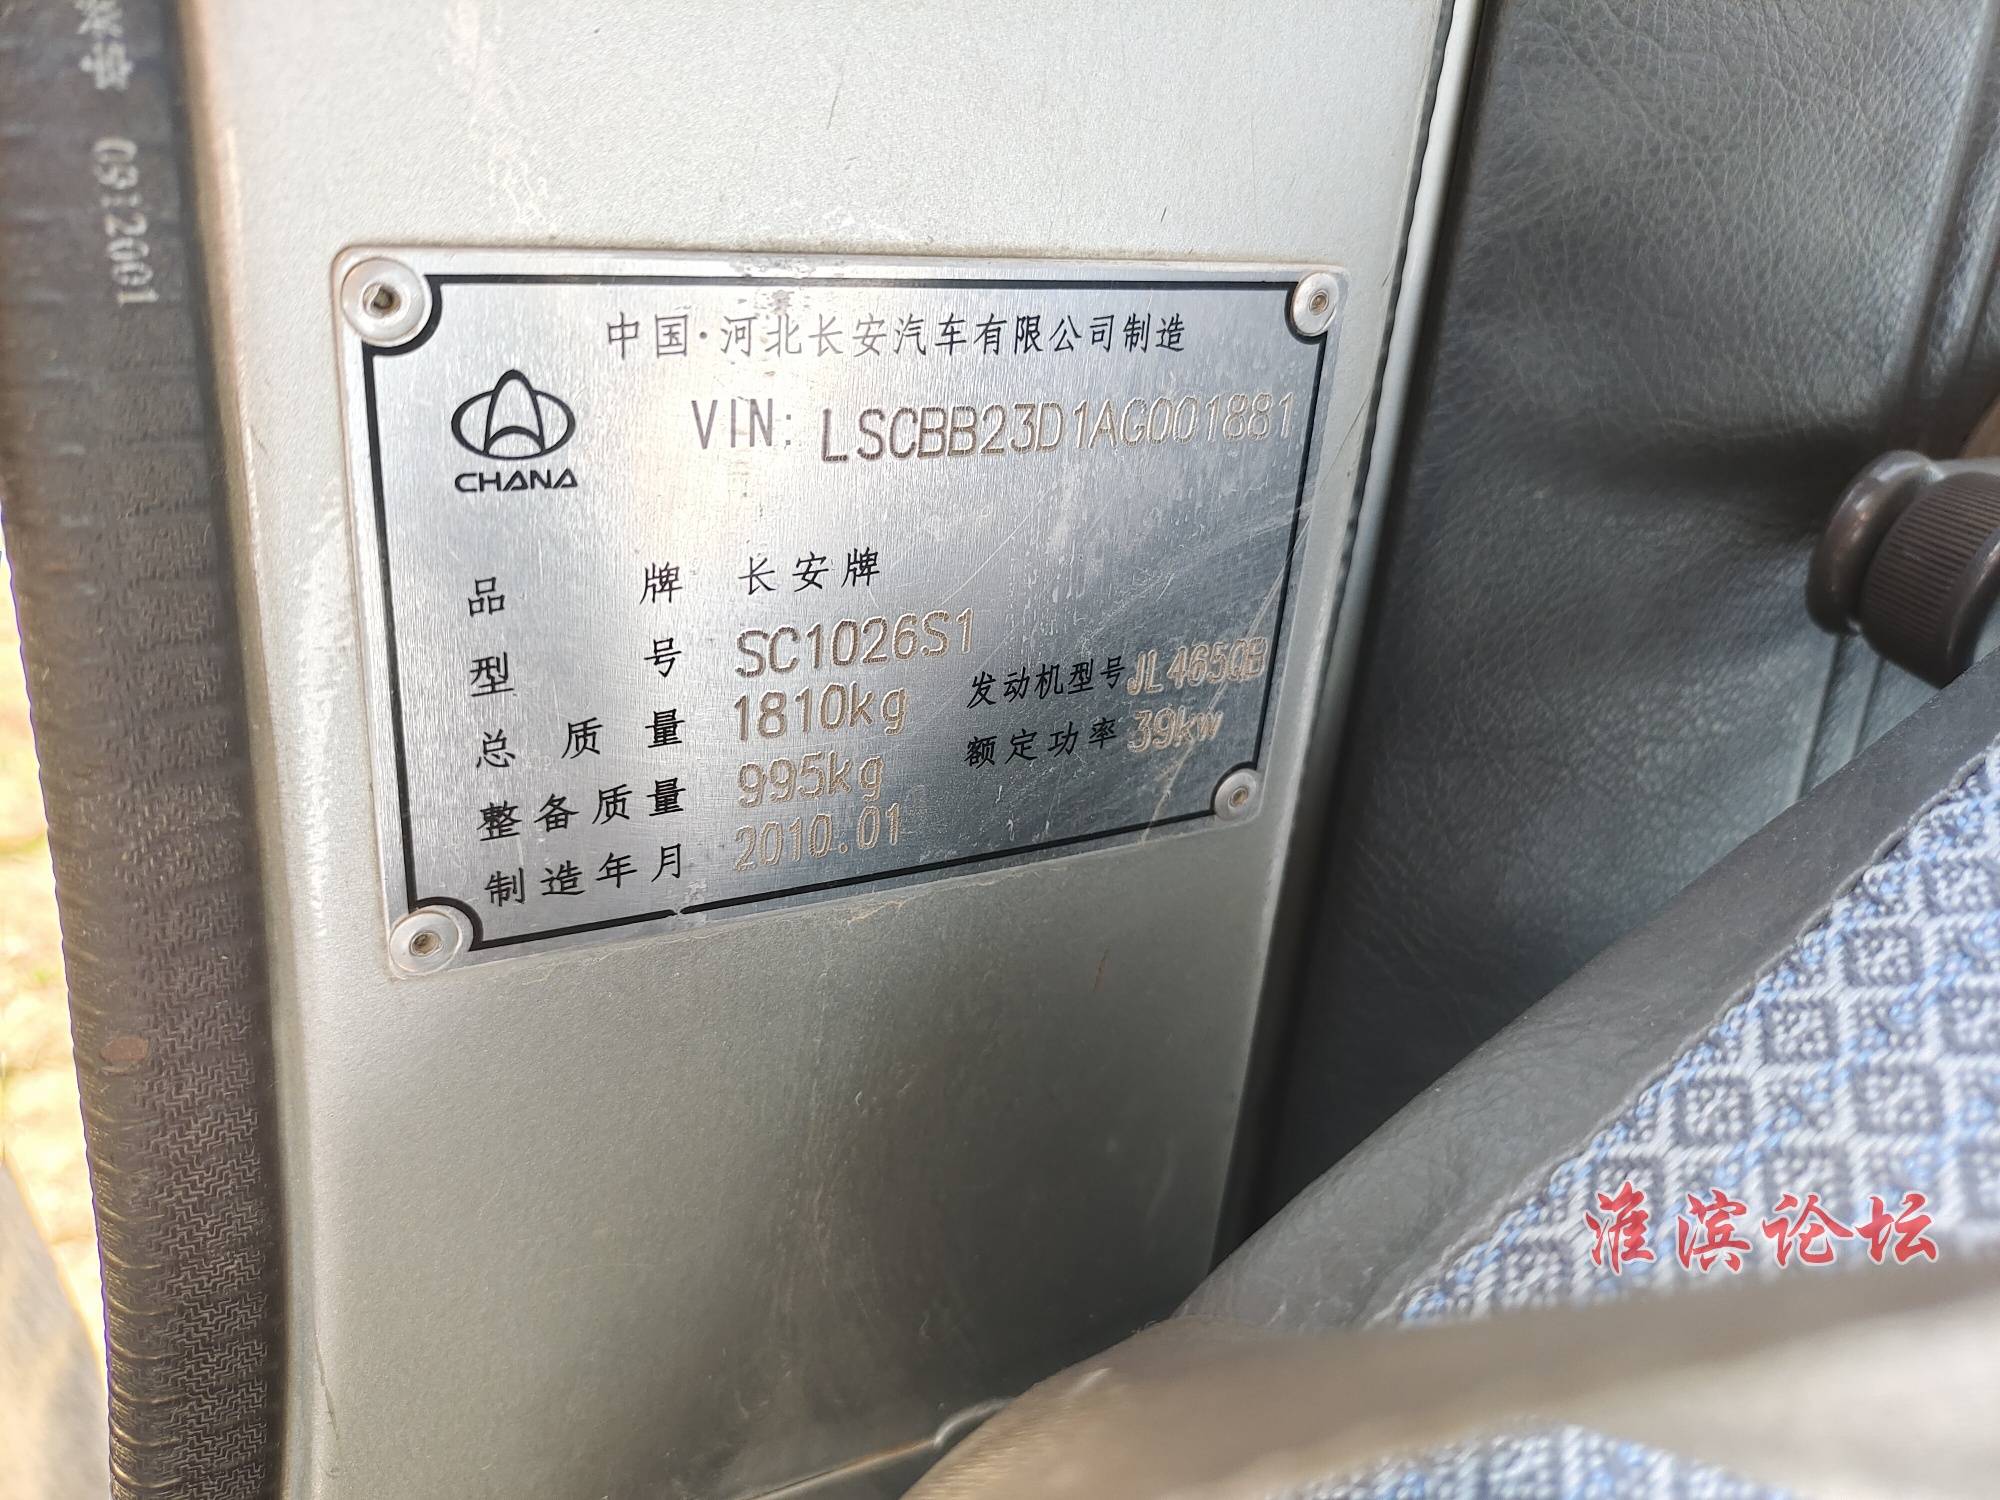 0912001
中国·河北长安汽车有限公司制造
CHANA
VIN: LSCBB23D1AG001881
品牌 长安牌
型号 SC1026S1
总质量 1810kg 发动机型号 JL465QB
整备质量 995kg 额定功率 39kw
制造年月 2010.01
淮滨论坛